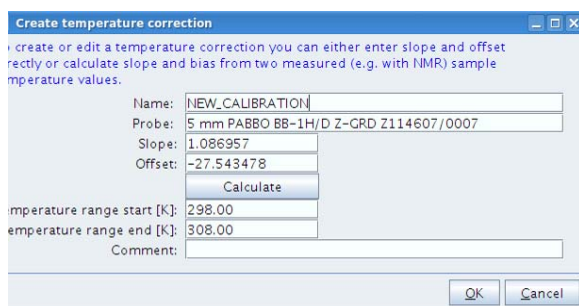 Create temperature correction
create or edit a temperature correction you can either enter slope and offset
rectly or calculate slope and bias from two measured (e.g. with NMR) sample
mperature values.
Name: NEW_CALIBRATION
Probe: 5 mm PABBO BB-1H/D Z-GRD Z114607/0007
Slope: 1.086957
Offset: -27.543478
Calculate
emperature range start [K]: 298.00
emperature range end [K]: 308.00
Comment:
OK Cancel